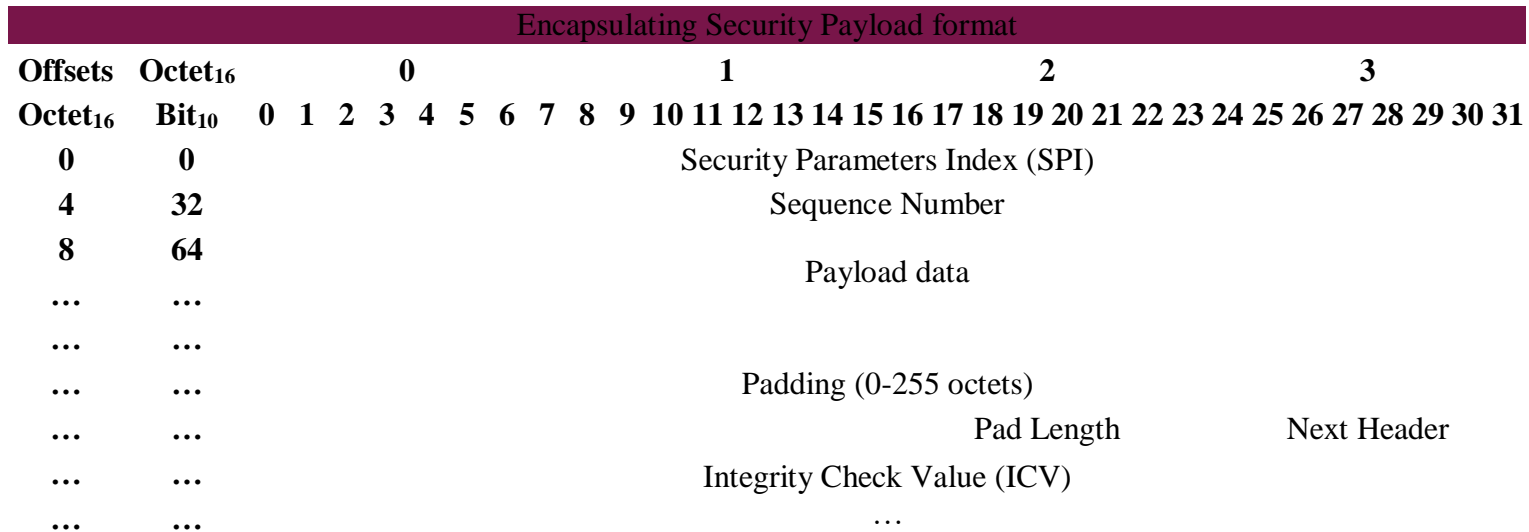 Encapsulating Security Payload format
Offsets Octet₁₆ 0 1 2 3
Octet₁₆ Bit₁₀ 0 1 2 3 4 5 6 7 8 9 10 11 12 13 14 15 16 17 18 19 20 21 22 23 24 25 26 27 28 29 30 31
0 0 Security Parameters Index (SPI)
4 32 Sequence Number
8 64
Payload data
… …
… …
… … Padding (0-255 octets)
… … Pad Length Next Header
… … Integrity Check Value (ICV)
… … …